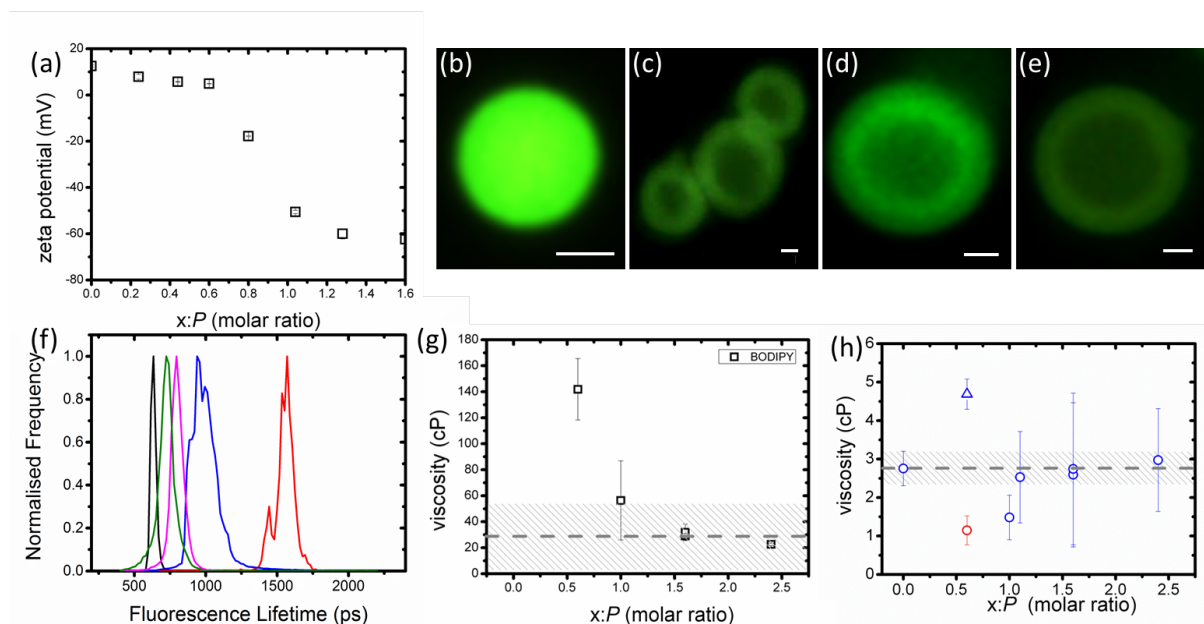 (a)
zeta potential (mV)
20
0
-20
-40
-60
-80
0.0 0.2 0.4 0.6 0.8 1.0 1.2 1.4 1.6
x:P (molar ratio)
(b)
(c)
(d)
(e)
(f)
Normalised Frequency
1.0
0.8
0.6
0.4
0.2
0.0
500 1000 1500 2000
Fluorescence Lifetime (ps)
(g)
viscosity (cP)
180
160
140
120
100
80
60
40
20
0
BODIPY
0.0 0.5 1.0 1.5 2.0 2.5
x:P (molar ratio)
(h)
viscosity (cP)
6
5
4
3
2
1
0
0.0 0.5 1.0 1.5 2.0 2.5
x:P (molar ratio)